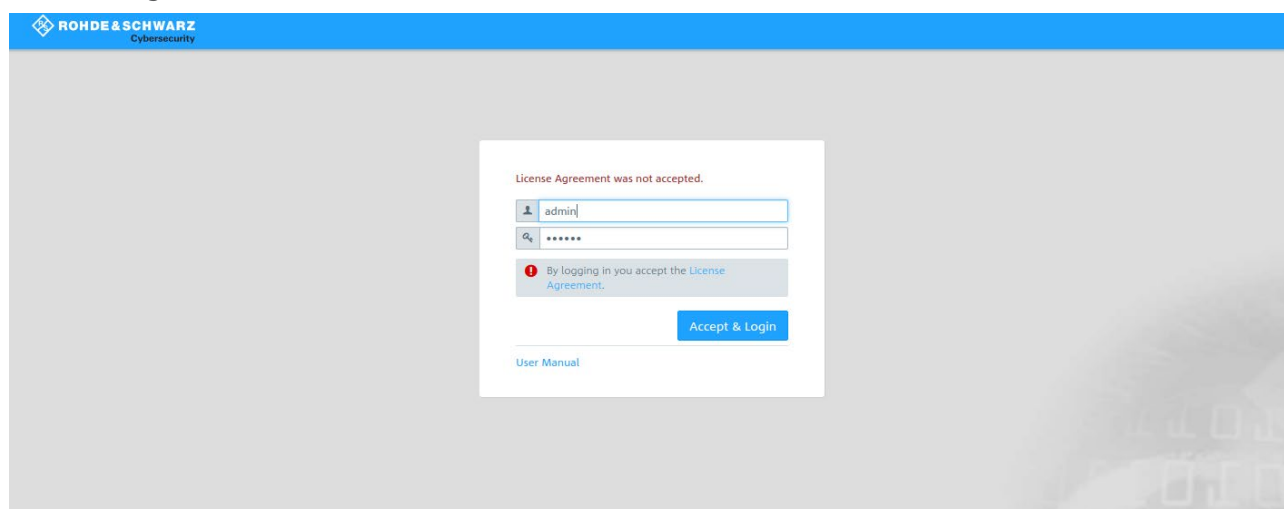 ROHDE & SCHWARZ
Cybersecurity
License Agreement was not accepted.
admin
••••••
By logging in you accept the License
Agreement.
Accept & Login
User Manual